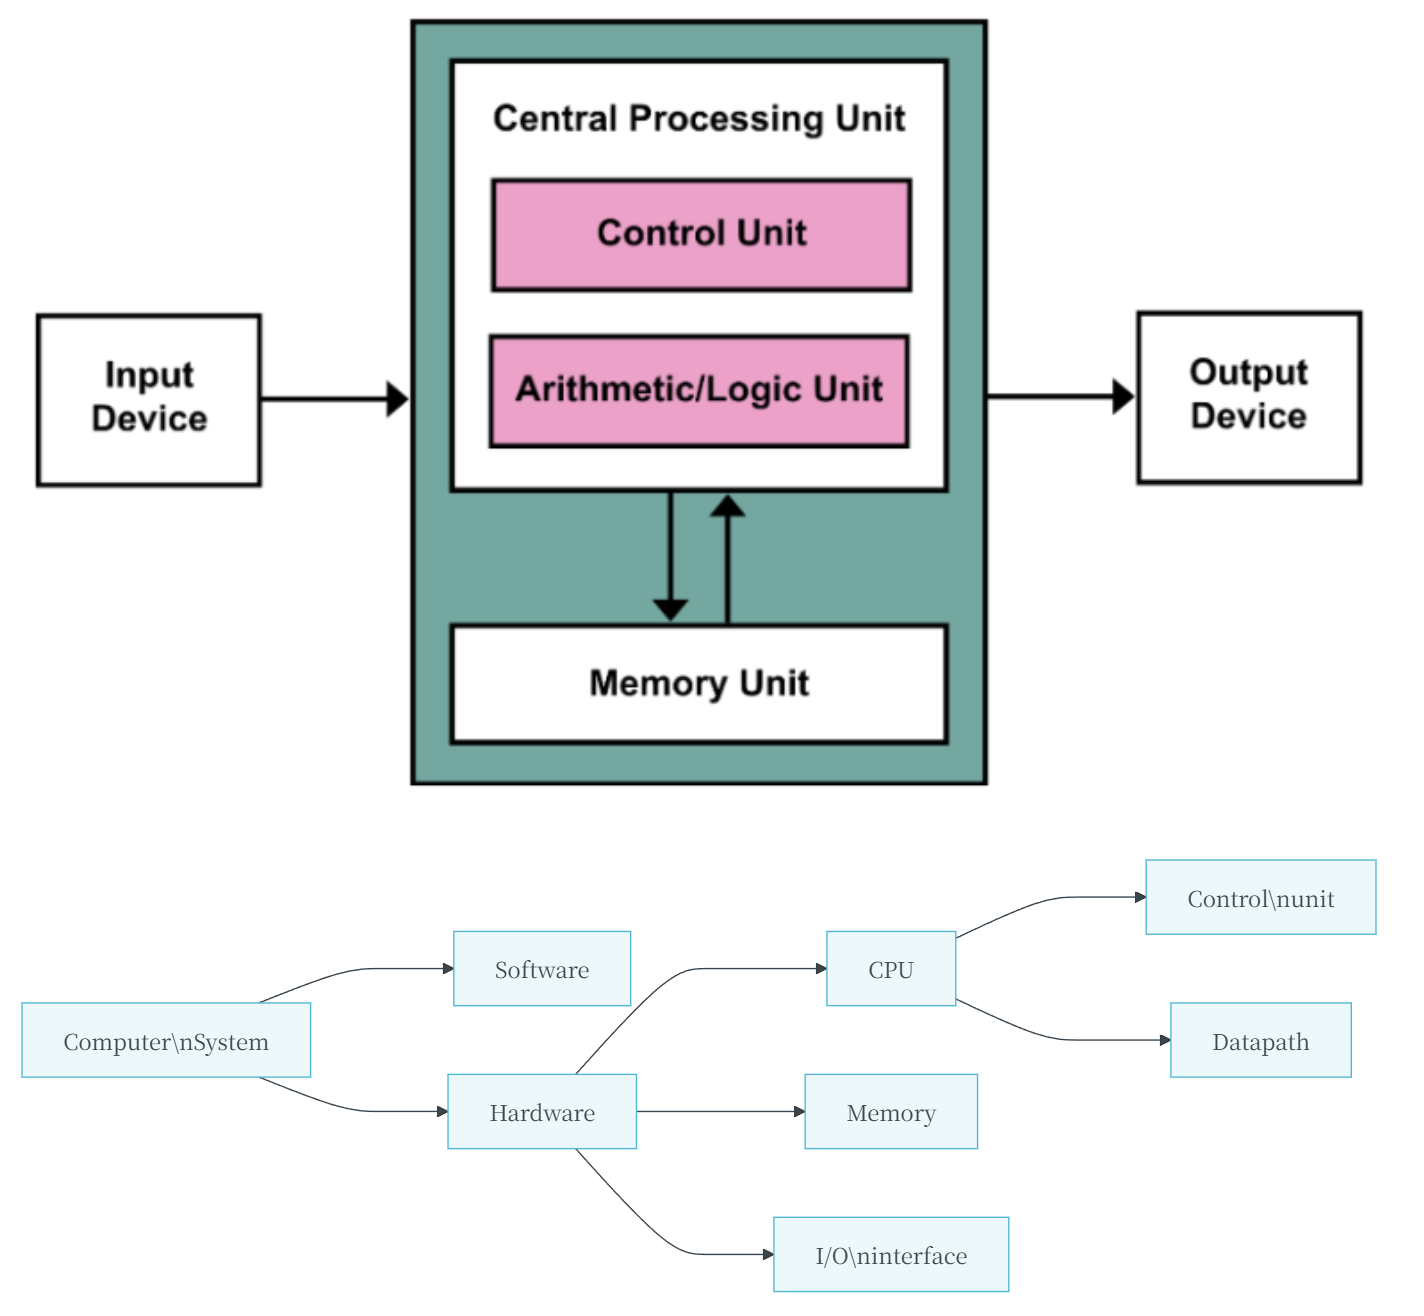 Central Processing Unit
Control Unit
Arithmetic/Logic Unit
Input
Device
Output
Device
Memory Unit
Control\nunit
Software
CPU
Computer\nSystem
Datapath
Hardware
Memory
I/O\ninterface